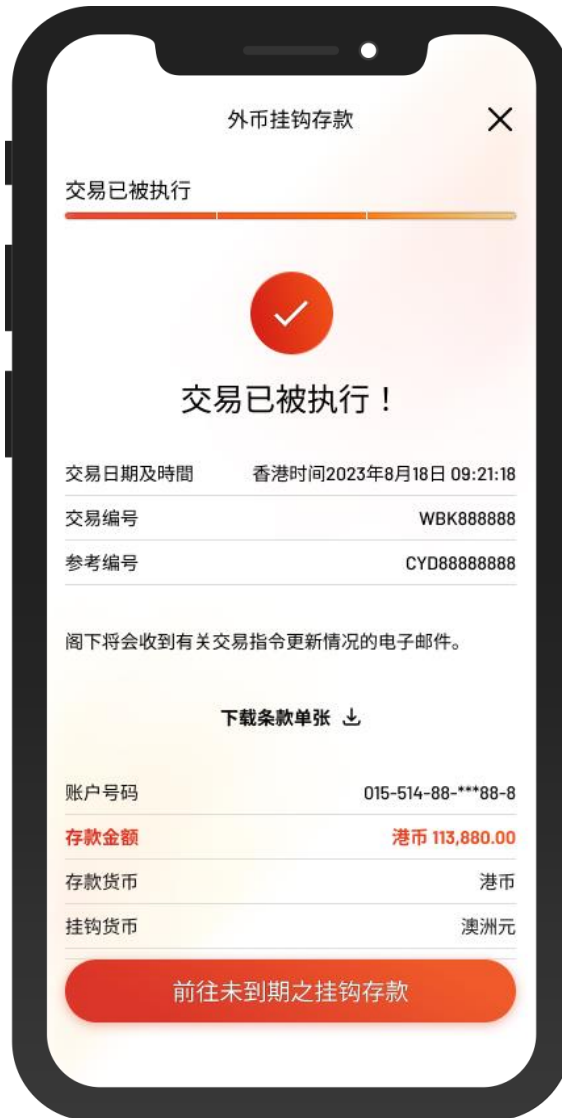 外币挂钩存款
交易已被执行
交易已被执行！
交易日期及時間 香港时间2023年8月18日 09:21:18
交易编号 WBK888888
参考编号 CYD88888888
阁下将会收到有关交易指令更新情况的电子邮件。
下载条款单张
账户号码 015-514-88-***88-8
存款金额 港币 113,880.00
存款货币 港币
挂钩货币 澳洲元
前往未到期之挂钩存款